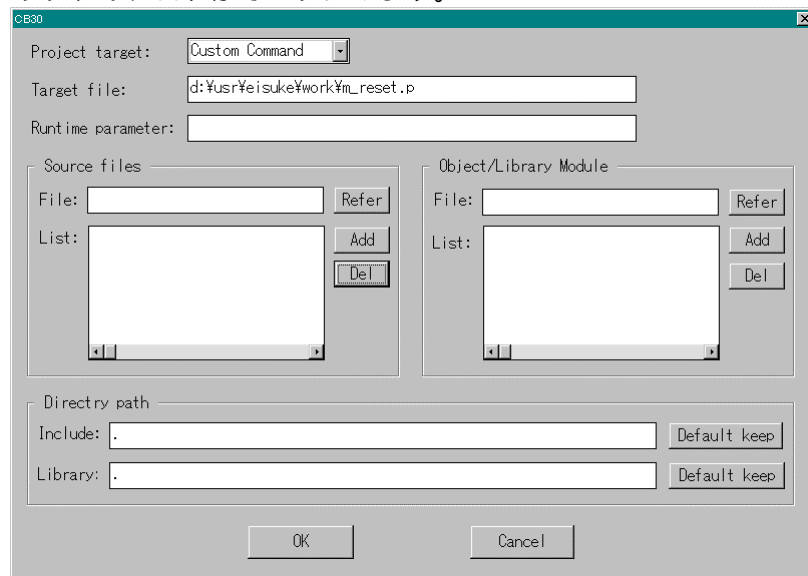 CB30
Project target: Custom Command
Target file: d:¥usr¥eisuke¥work¥m_reset.p
Runtime parameter:
Source files
File: Refer
List: Add
Del
Object/Library Module
File: Refer
List: Add
Del
Directry path
Include: . Default keep
Library: . Default keep
OK Cancel